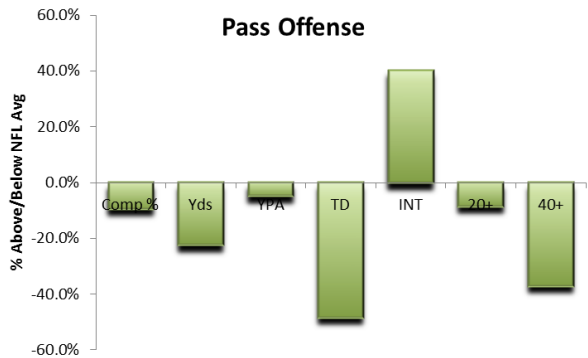 Pass Offense
% Above/Below NFL Avg
60.0%
40.0%
20.0%
0.0%
-20.0%
-40.0%
-60.0%
Comp % Yds YPA TD INT 20+ 40+